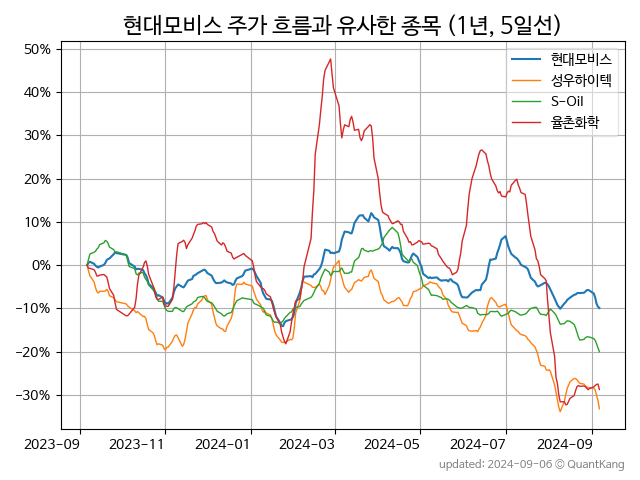 현대모비스 주가 흐름과 유사한 종목 (1년, 5일선)
50%
40%
30%
20%
10%
0%
−10%
−20%
−30%
현대모비스
성우하이텍
S-Oil
율촌화학
2023-09 2023-11 2024-01 2024-03 2024-05 2024-07 2024-09
updated: 2024-09-06 © QuantKang